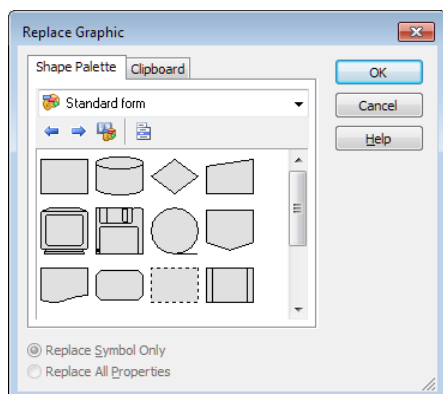 Replace Graphic
Shape Palette
Clipboard
OK
Standard form
Cancel
Help
Replace Symbol Only
Replace All Properties